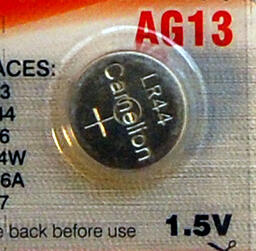 AG13
ACES:
3
44
6
4W
6A
7
LR44
Camelion
+
e back before use
1.5V